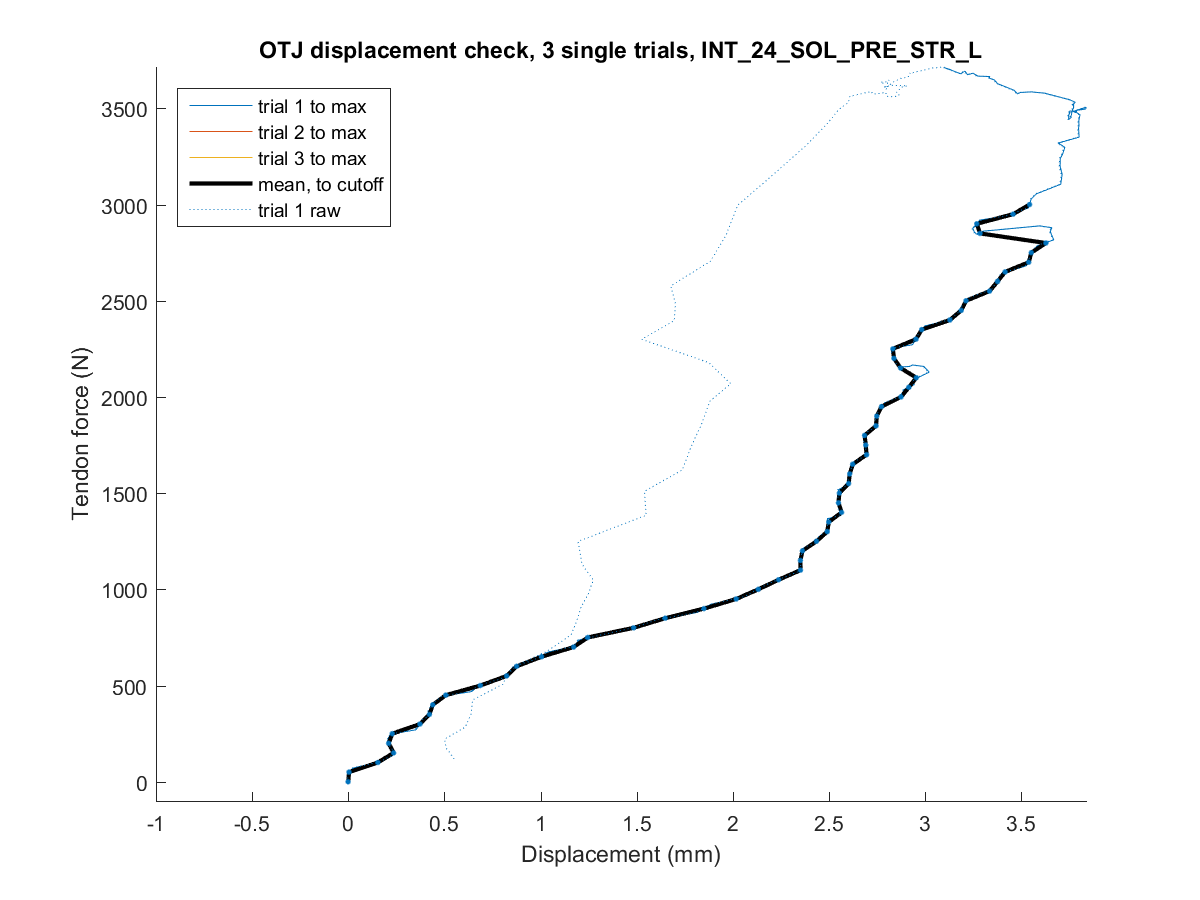 OTJ displacement check, 3 single trials, INT_24_SOL_PRE_STR_L
trial 1 to max
trial 2 to max
trial 3 to max
mean, to cutoff
trial 1 raw
3500
3000
2500
2000
1500
1000
500
0
Tendon force (N)
-1 -0.5 0 0.5 1 1.5 2 2.5 3 3.5
Displacement (mm)